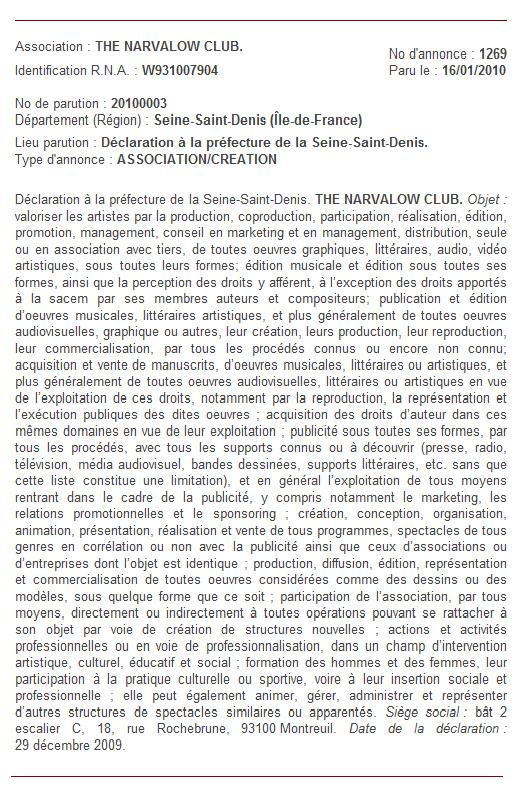 Association : THE NARVALOW CLUB.
No d'annonce : 1269
Identification R.N.A. : W931007904
Paru le : 16/01/2010
No de parution : 20100003
Département (Région) : Seine-Saint-Denis (Île-de-France)
Lieu parution : Déclaration à la préfecture de la Seine-Saint-Denis.
Type d'annonce : ASSOCIATION/CREATION
Déclaration à la préfecture de la Seine-Saint-Denis. THE NARVALOW CLUB. Objet :
valoriser les artistes par la production, coproduction, participation, réalisation, édition,
promotion, management, conseil en marketing et en management, distribution, seule
ou en association avec tiers, de toutes oeuvres graphiques, littéraires, audio, vidéo
artistiques, sous toutes leurs formes; édition musicale et édition sous toutes ses
formes, ainsi que la perception des droits y afférent, à l'exception des droits apportés
à la sacem par ses membres auteurs et compositeurs; publication et édition
d'oeuvres musicales, littéraires artistiques, et plus généralement de toutes oeuvres
audiovisuelles, graphique ou autres, leur création, leurs production, leur reproduction,
leur commercialisation, par tous les procédés connus ou encore non connu;
acquisition et vente de manuscrits, d'oeuvres musicales, littéraires ou artistiques, et
plus généralement de toutes oeuvres audiovisuelles, littéraires ou artistiques en vue
de l'exploitation de ces droits, notamment par la reproduction, la représentation et
l'exécution publiques des dites oeuvres ; acquisition des droits d'auteur dans ces
mêmes domaines en vue de leur exploitation ; publicité sous toutes ses formes, par
tous les procédés, avec tous les supports connus ou à découvrir (presse, radio,
télévision, média audiovisuel, bandes dessinées, supports littéraires, etc. sans que
cette liste constitue une limitation), et en général l'exploitation de tous moyens
rentrant dans le cadre de la publicité, y compris notamment le marketing, les
relations promotionnelles et le sponsoring ; création, conception, organisation,
animation, présentation, réalisation et vente de tous programmes, spectacles de tous
genres en corrélation ou non avec la publicité ainsi que ceux d'associations ou
d'entreprises dont l'objet est identique ; production, diffusion, édition, représentation
et commercialisation de toutes oeuvres considérées comme des dessins ou des
modèles, sous quelque forme que ce soit ; participation de l'association, par tous
moyens, directement ou indirectement à toutes opérations pouvant se rattacher à
son objet par voie de création de structures nouvelles ; actions et activités
professionnelles ou en voie de professionnalisation, dans un champ d'intervention
artistique, culturel, éducatif et social ; formation des hommes et des femmes, leur
participation à la pratique culturelle ou sportive, voire à leur insertion sociale et
professionnelle ; elle peut également animer, gérer, administrer et représenter
d'autres structures de spectacles similaires ou apparentés. Siège social : bât 2
escalier C, 18, rue Rochebrune, 93100 Montreuil. Date de la déclaration :
29 décembre 2009.